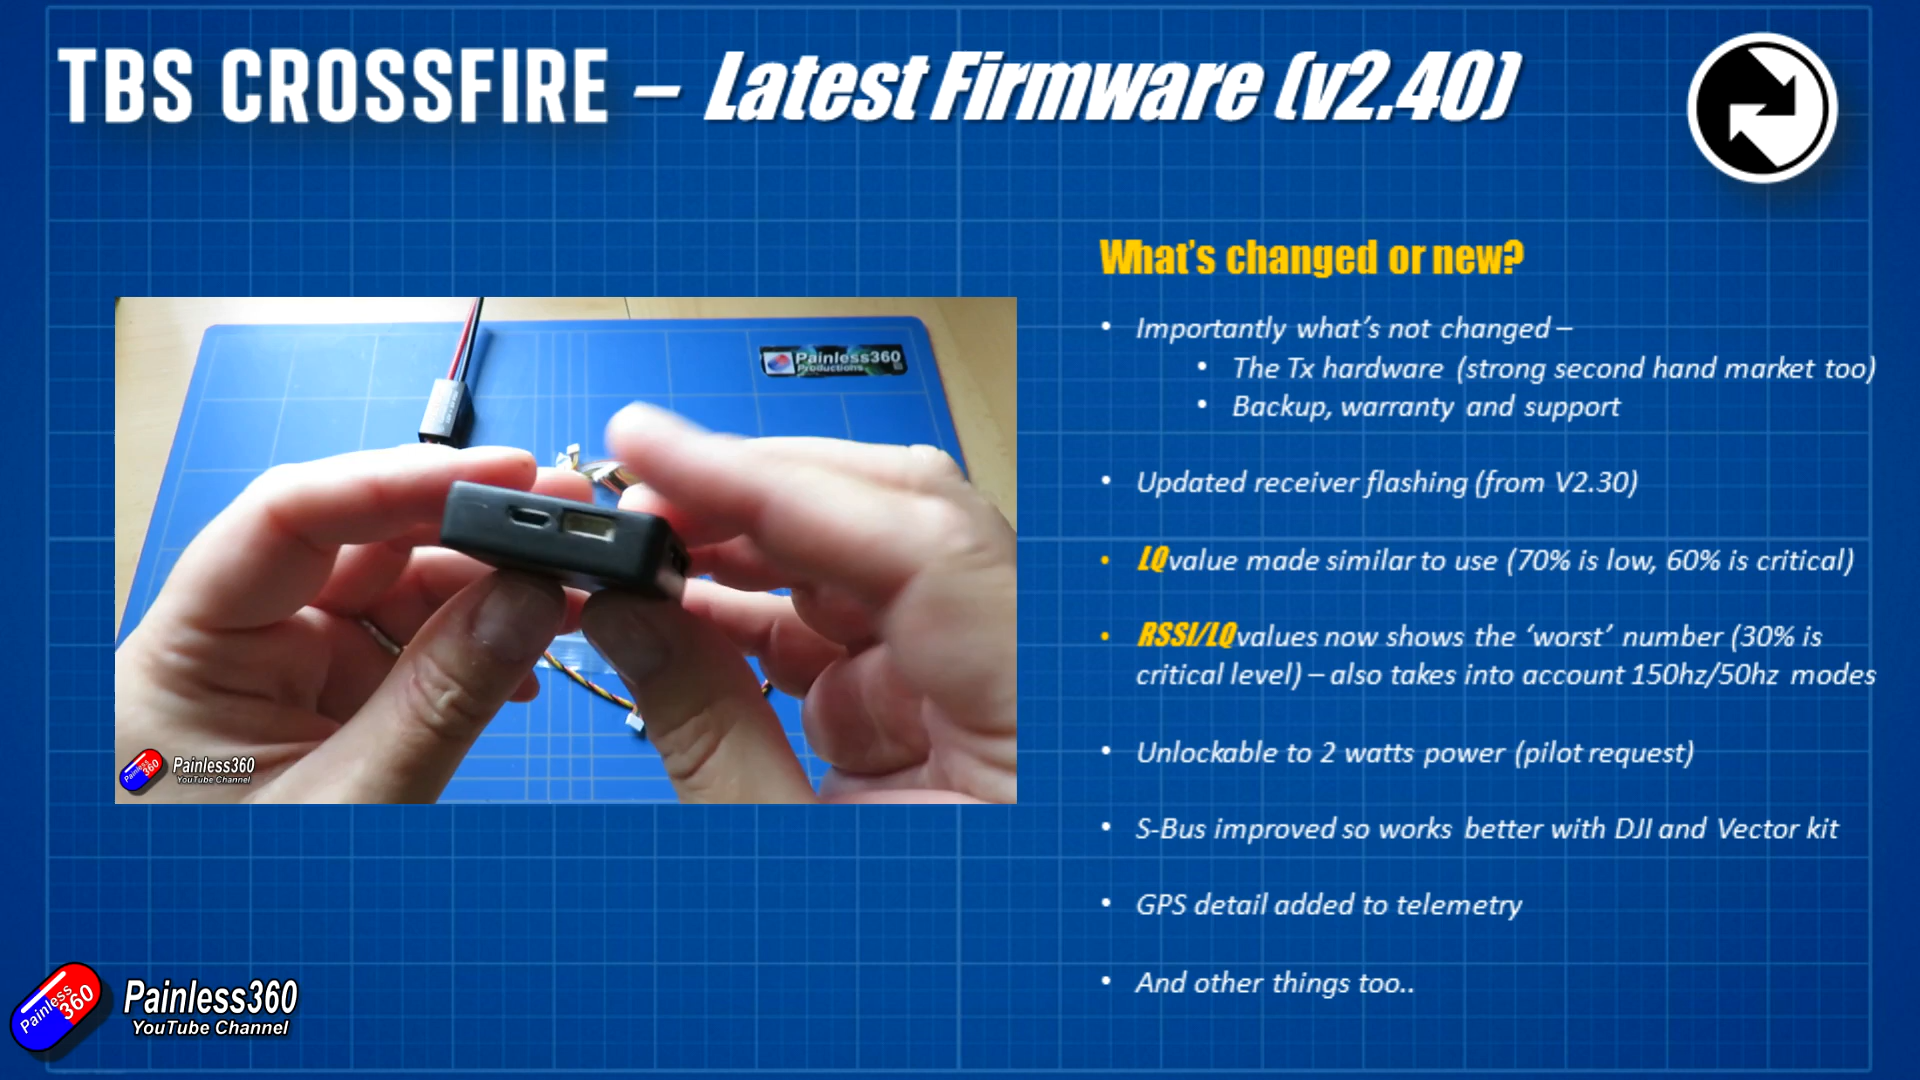 TBS CROSSFIRE – Latest Firmware (v2.40)
What's changed or new?
• Importantly what's not changed –
• The Tx hardware (strong second hand market too)
• Backup, warranty and support
• Updated receiver flashing (from V2.30)
• LQ value made similar to use (70% is low, 60% is critical)
• RSSI/LQ values now shows the ‘worst’ number (30% is
critical level) – also takes into account 150hz/50hz modes
• Unlockable to 2 watts power (pilot request)
• S-Bus improved so works better with DJI and Vector kit
• GPS detail added to telemetry
• And other things too..
Painless360
Productions
Painless
360
Painless360
YouTube Channel
Painless
360
Painless360
YouTube Channel